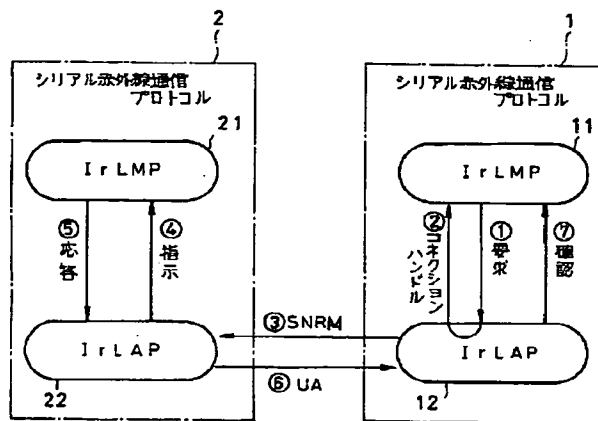 2
シリアル赤外線通信
プロトコル
21
IrLMP
⑤応答
④指示
IrLAP
22
1
シリアル赤外線通信
プロトコル
11
IrLMP
②コネクション
ハンドル
①要求
⑦確認
IrLAP
12
③SNRM
⑥UA